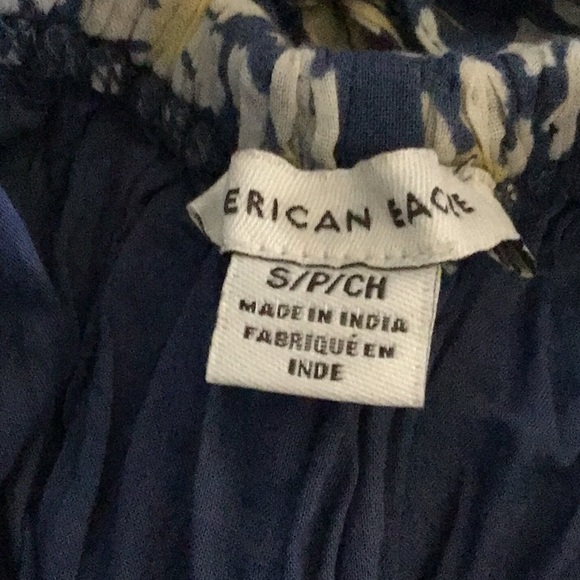 ERICAN EAGLE
S/P/CH
MADE IN INDIA
FABRIQUÉ EN
INDE